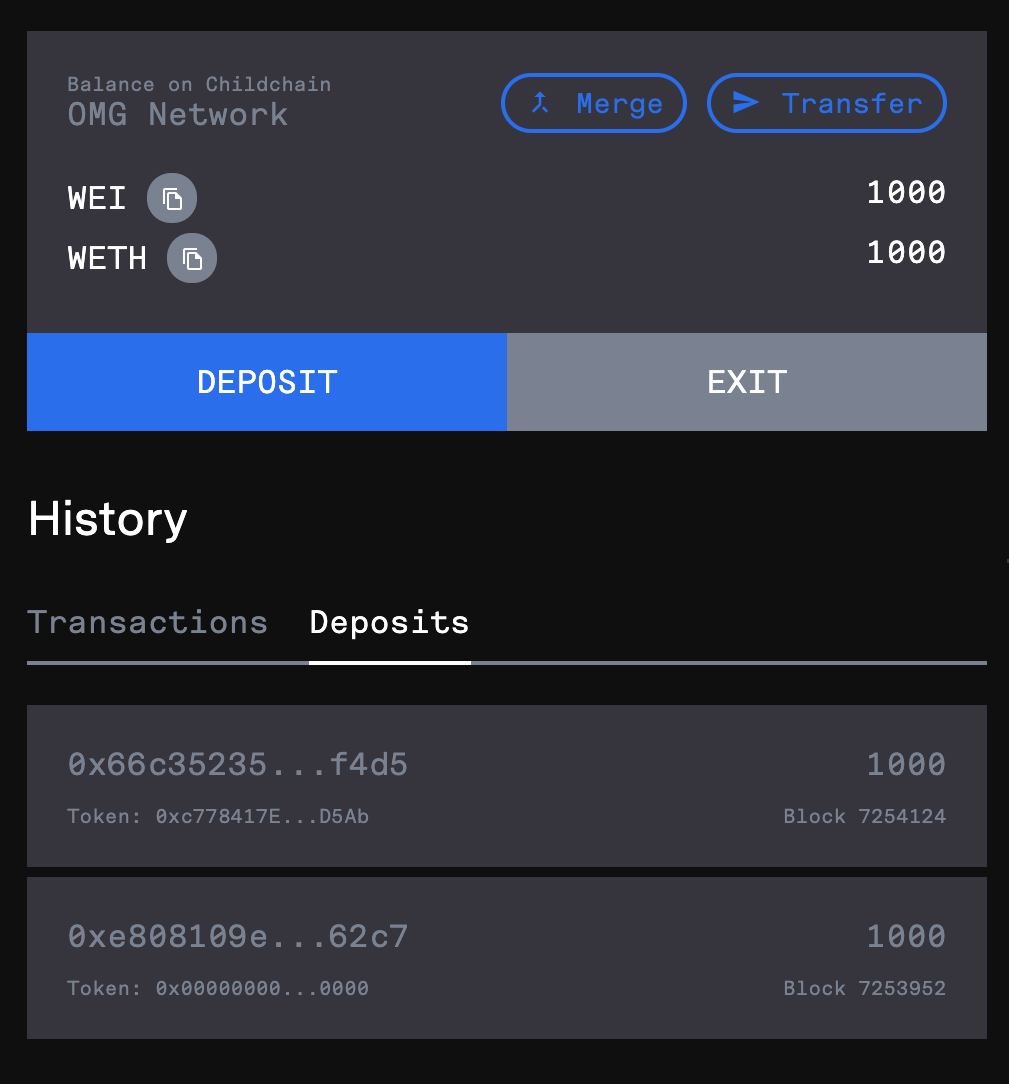 Balance on Childchain
OMG Network
Merge
Transfer
WEI 1000
WETH 1000
DEPOSIT EXIT
History
Transactions Deposits
0x66c35235...f4d5 1000
Token: 0xc778417E...D5Ab Block 7254124
0xe808109e...62c7 1000
Token: 0x00000000...0000 Block 7253952